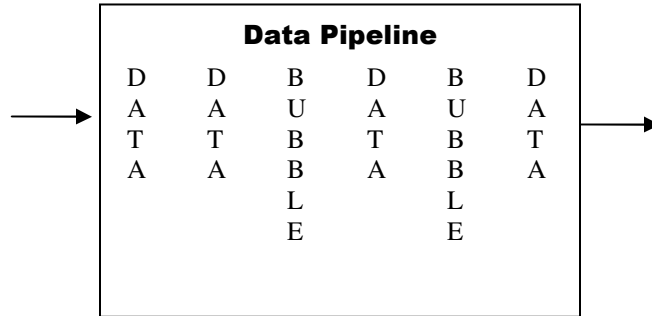 Data Pipeline
D D B D B D
A A U A U A
T T B T B T
A A B A B A
L L
E E